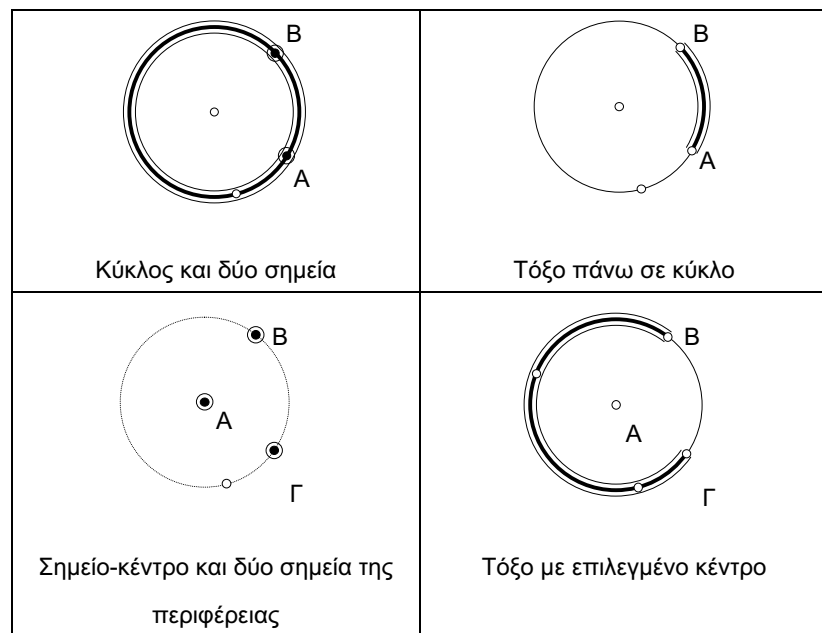 Β
Α
Κύκλος και δύο σημεία
Β
Α
Τόξο πάνω σε κύκλο
Β
Α
Γ
Σημείο-κέντρο και δύο σημεία της
περιφέρειας
Β
Α
Γ
Τόξο με επιλεγμένο κέντρο